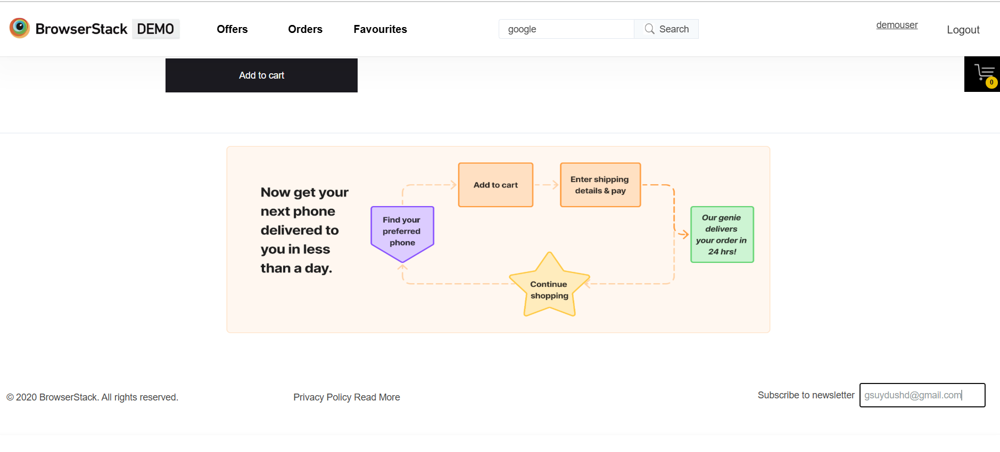 BrowserStack DEMO
Offers
Orders
Favourites
google
Search
demouser
Logout
Add to cart
0
Now get your
next phone
delivered to
you in less
than a day.
Find your
preferred
phone
Add to cart
Enter shipping
details & pay
Our genie
delivers
your order in
24 hrs!
Continue
shopping
© 2020 BrowserStack. All rights reserved.
Privacy Policy Read More
Subscribe to newsletter
gsuydushd@gmail.com